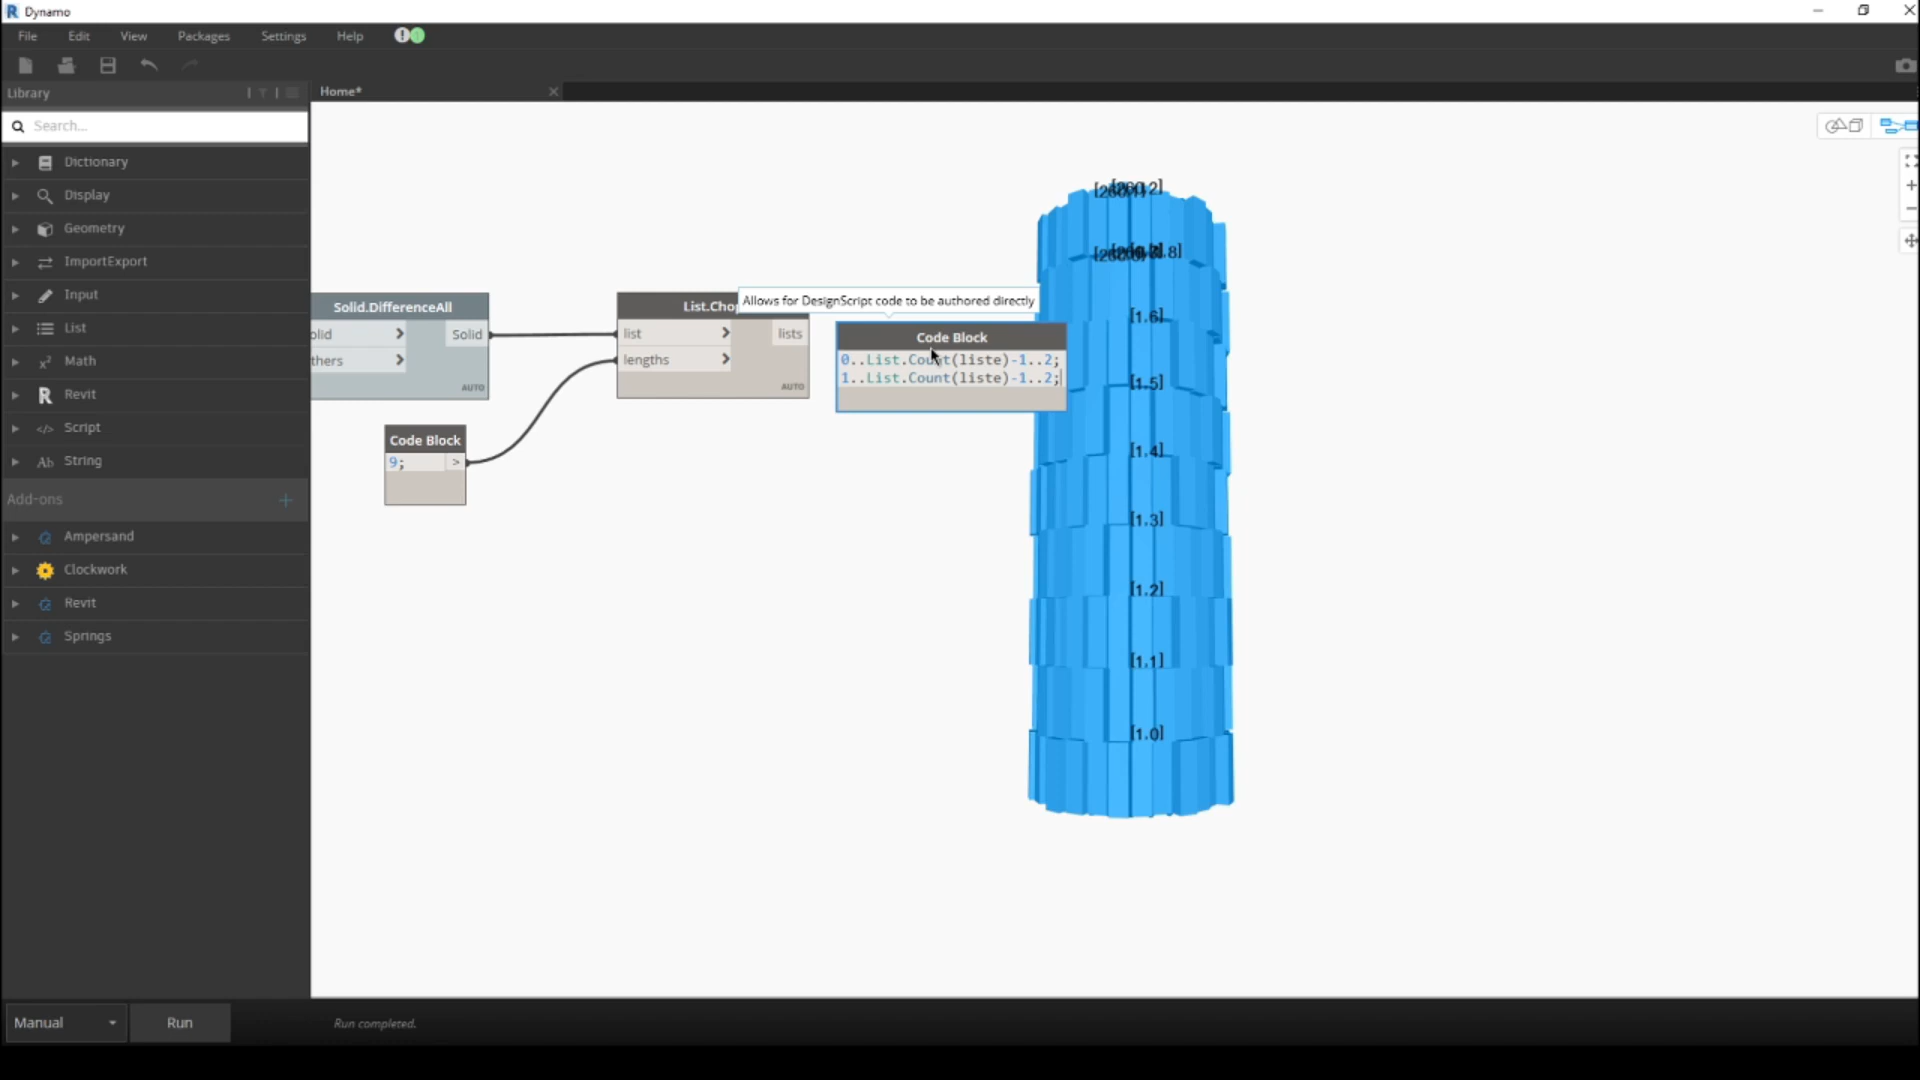 Dynamo
File Edit View Packages Settings Help
Library
Home*
Search...
Dictionary
Display
Geometry
ImportExport
Input
List
Math
Revit
Script
String
Add-ons
Ampersand
Clockwork
Revit
Springs
Solid.DifferenceAll
olid > Solid
thers >
AUTO
Code Block
9; >
List.Chop
list > lists
lengths >
AUTO
Allows for DesignScript code to be authored directly
Code Block
0..List.Count(liste)-1..2;
1..List.Count(liste)-1..2;
[1.6]
[1.5]
[1.4]
[1.3]
[1.2]
[1.1]
[1.0]
Manual Run Run completed.